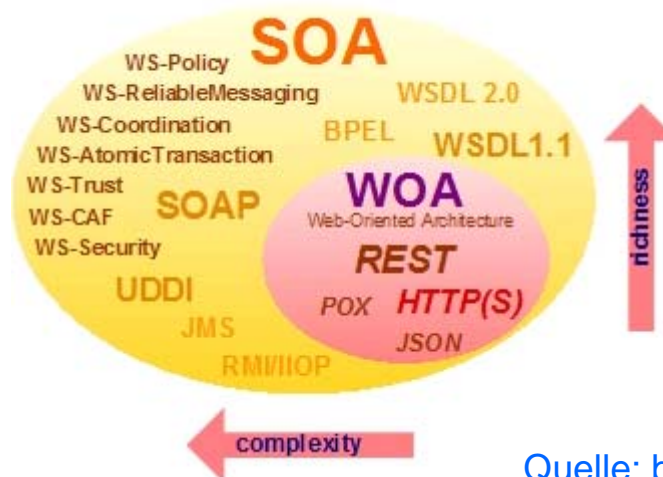 SOA
WS-Policy
WS-ReliableMessaging
WSDL 2.0
WS-Coordination
BPEL
WSDL1.1
WS-AtomicTransaction
WS-Trust
SOAP
WOA
WS-CAF
Web-Oriented Architecture
WS-Security
REST
UDDI
POX
HTTP(S)
JMS
JSON
RMI/IIOP
richness
complexity
Quelle: